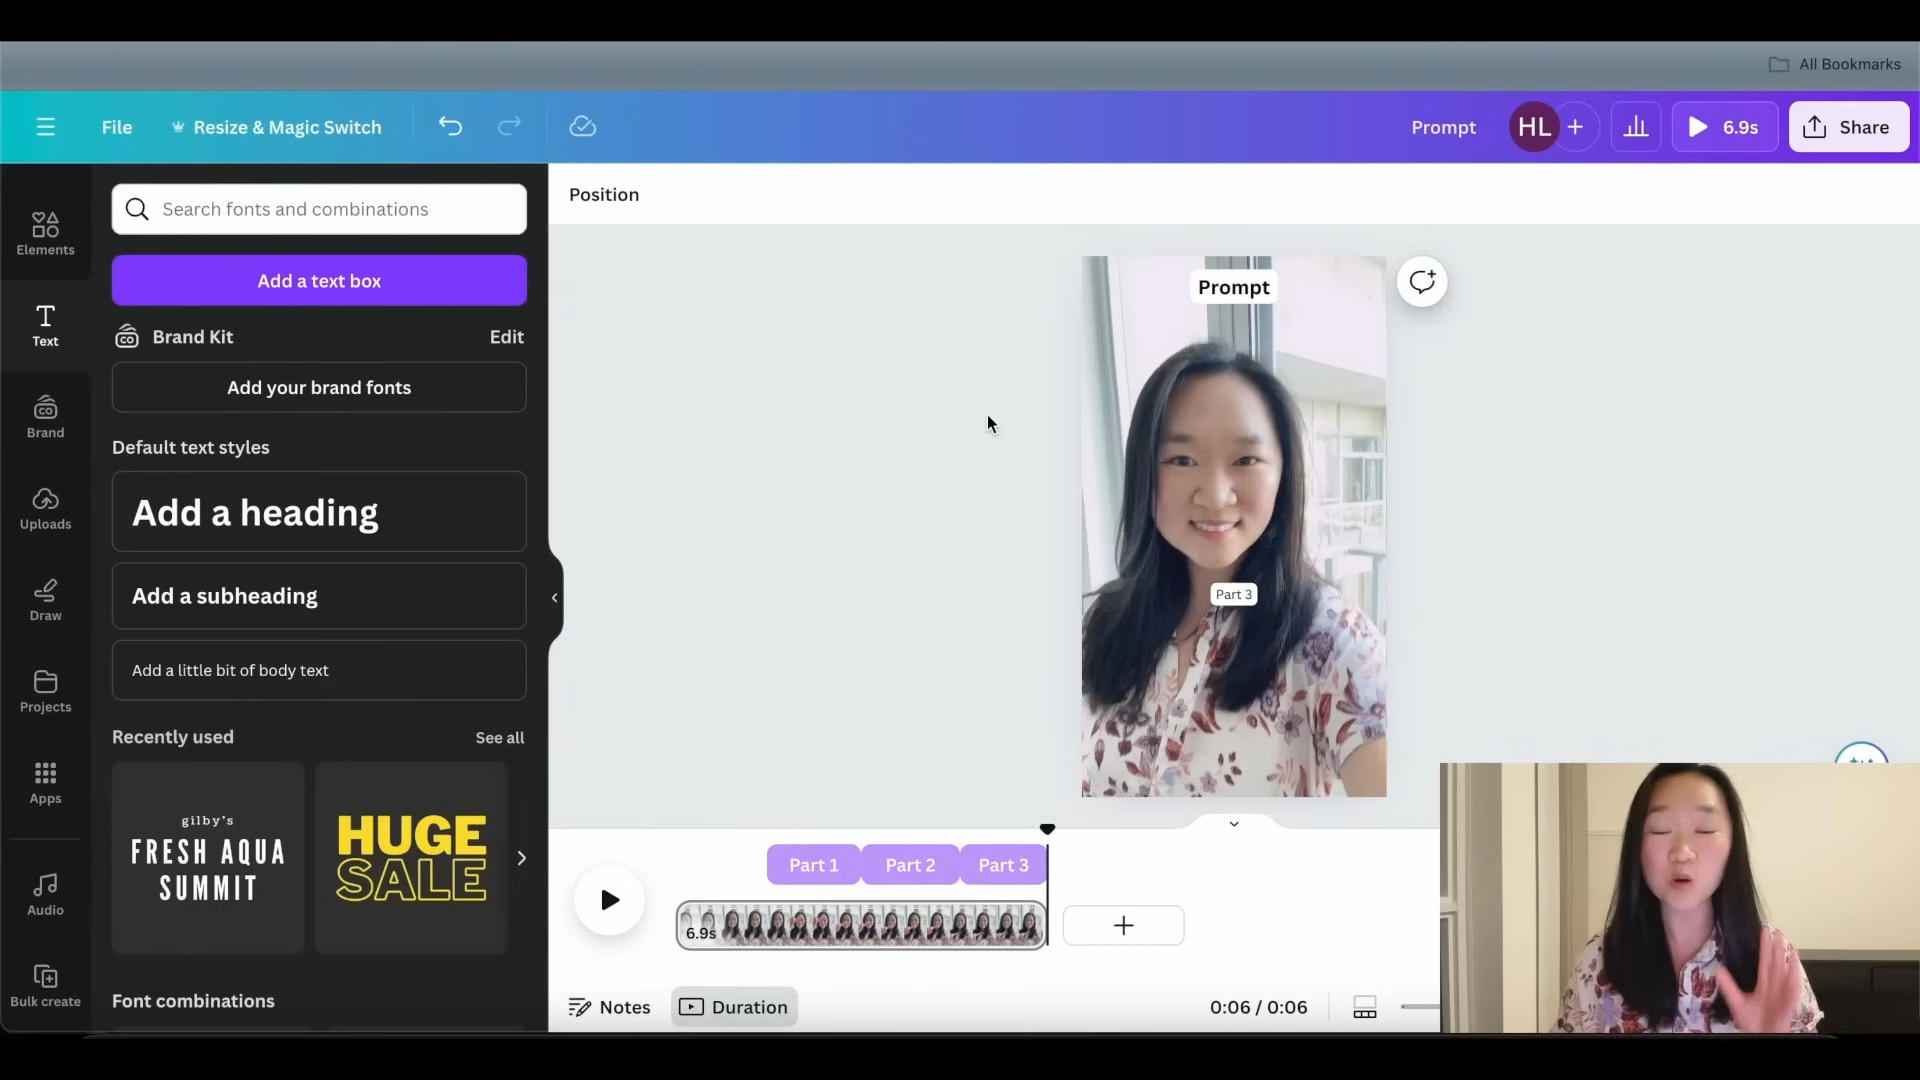 All Bookmarks
File
Resize & Magic Switch
Prompt
HL
+
6.9s
Share
Elements
Text
Brand
Uploads
Draw
Projects
Apps
Audio
Bulk create
Search fonts and combinations
Add a text box
Brand Kit
Edit
Add your brand fonts
Default text styles
Add a heading
Add a subheading
Add a little bit of body text
Recently used
See all
gilby's
FRESH AQUA
SUMMIT
HUGE
SALE
Font combinations
Position
Prompt
Part 3
Part 1
Part 2
Part 3
6.9s
+
Notes
Duration
0:06 / 0:06